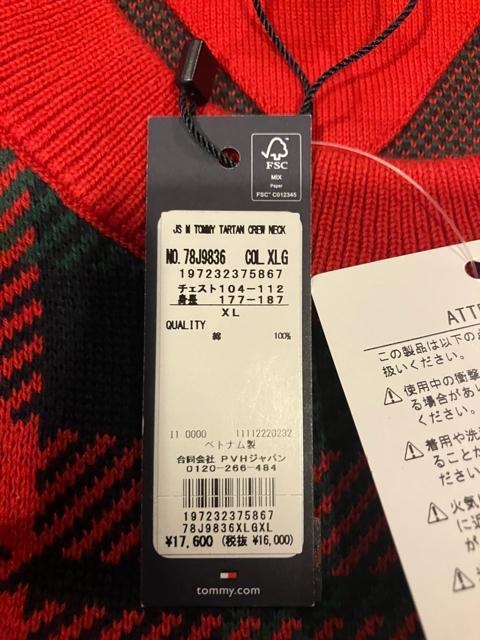 FSC
MIX
Paper
FSC® C012345
JS M TOMMY TARTAN CREW NECK
NO. 78J9836 COL. XLG
197232375867
チェスト104-112
身長 177-187
XL
QUALITY
綿 100%
11 0000 11112220232
ベトナム製
合同会社 PVHジャパン
0120-266-484
197232375867
78J9836XLGXL
¥17,600 (税抜 ¥16,000)
tommy.com
ATTE
この製品は以下の
扱いください。
使用中の衝撃
る場合があ
ください。
着用や洗
ることが
ださい
火気
に近
が